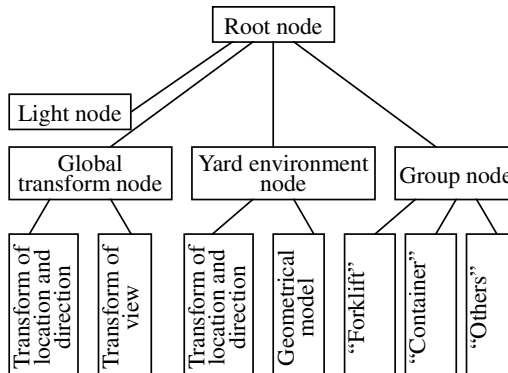 Root node
Light node
Global
transform node
Yard environment
node
Group node
Transform of
location and
direction
Transform of
view
Transform of
location and
direction
Geometrical
model
“Forklift”
“Container”
“Others”